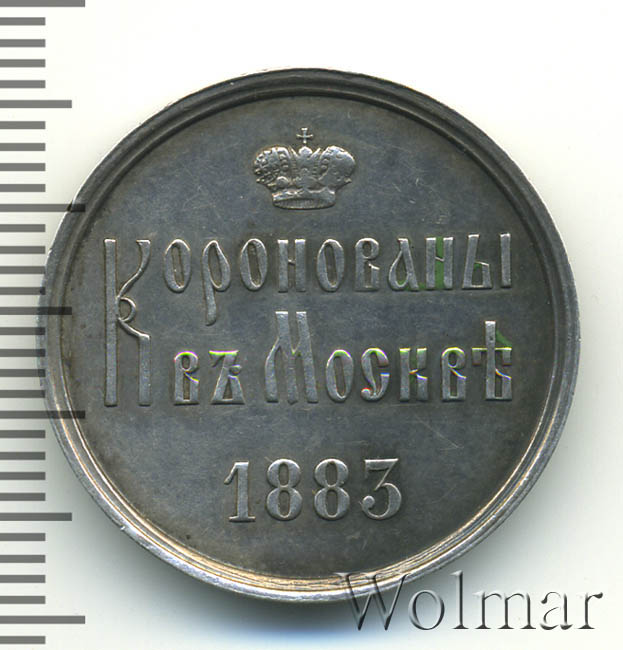 Коронованы
въ Москвѣ
1883
Wolmar